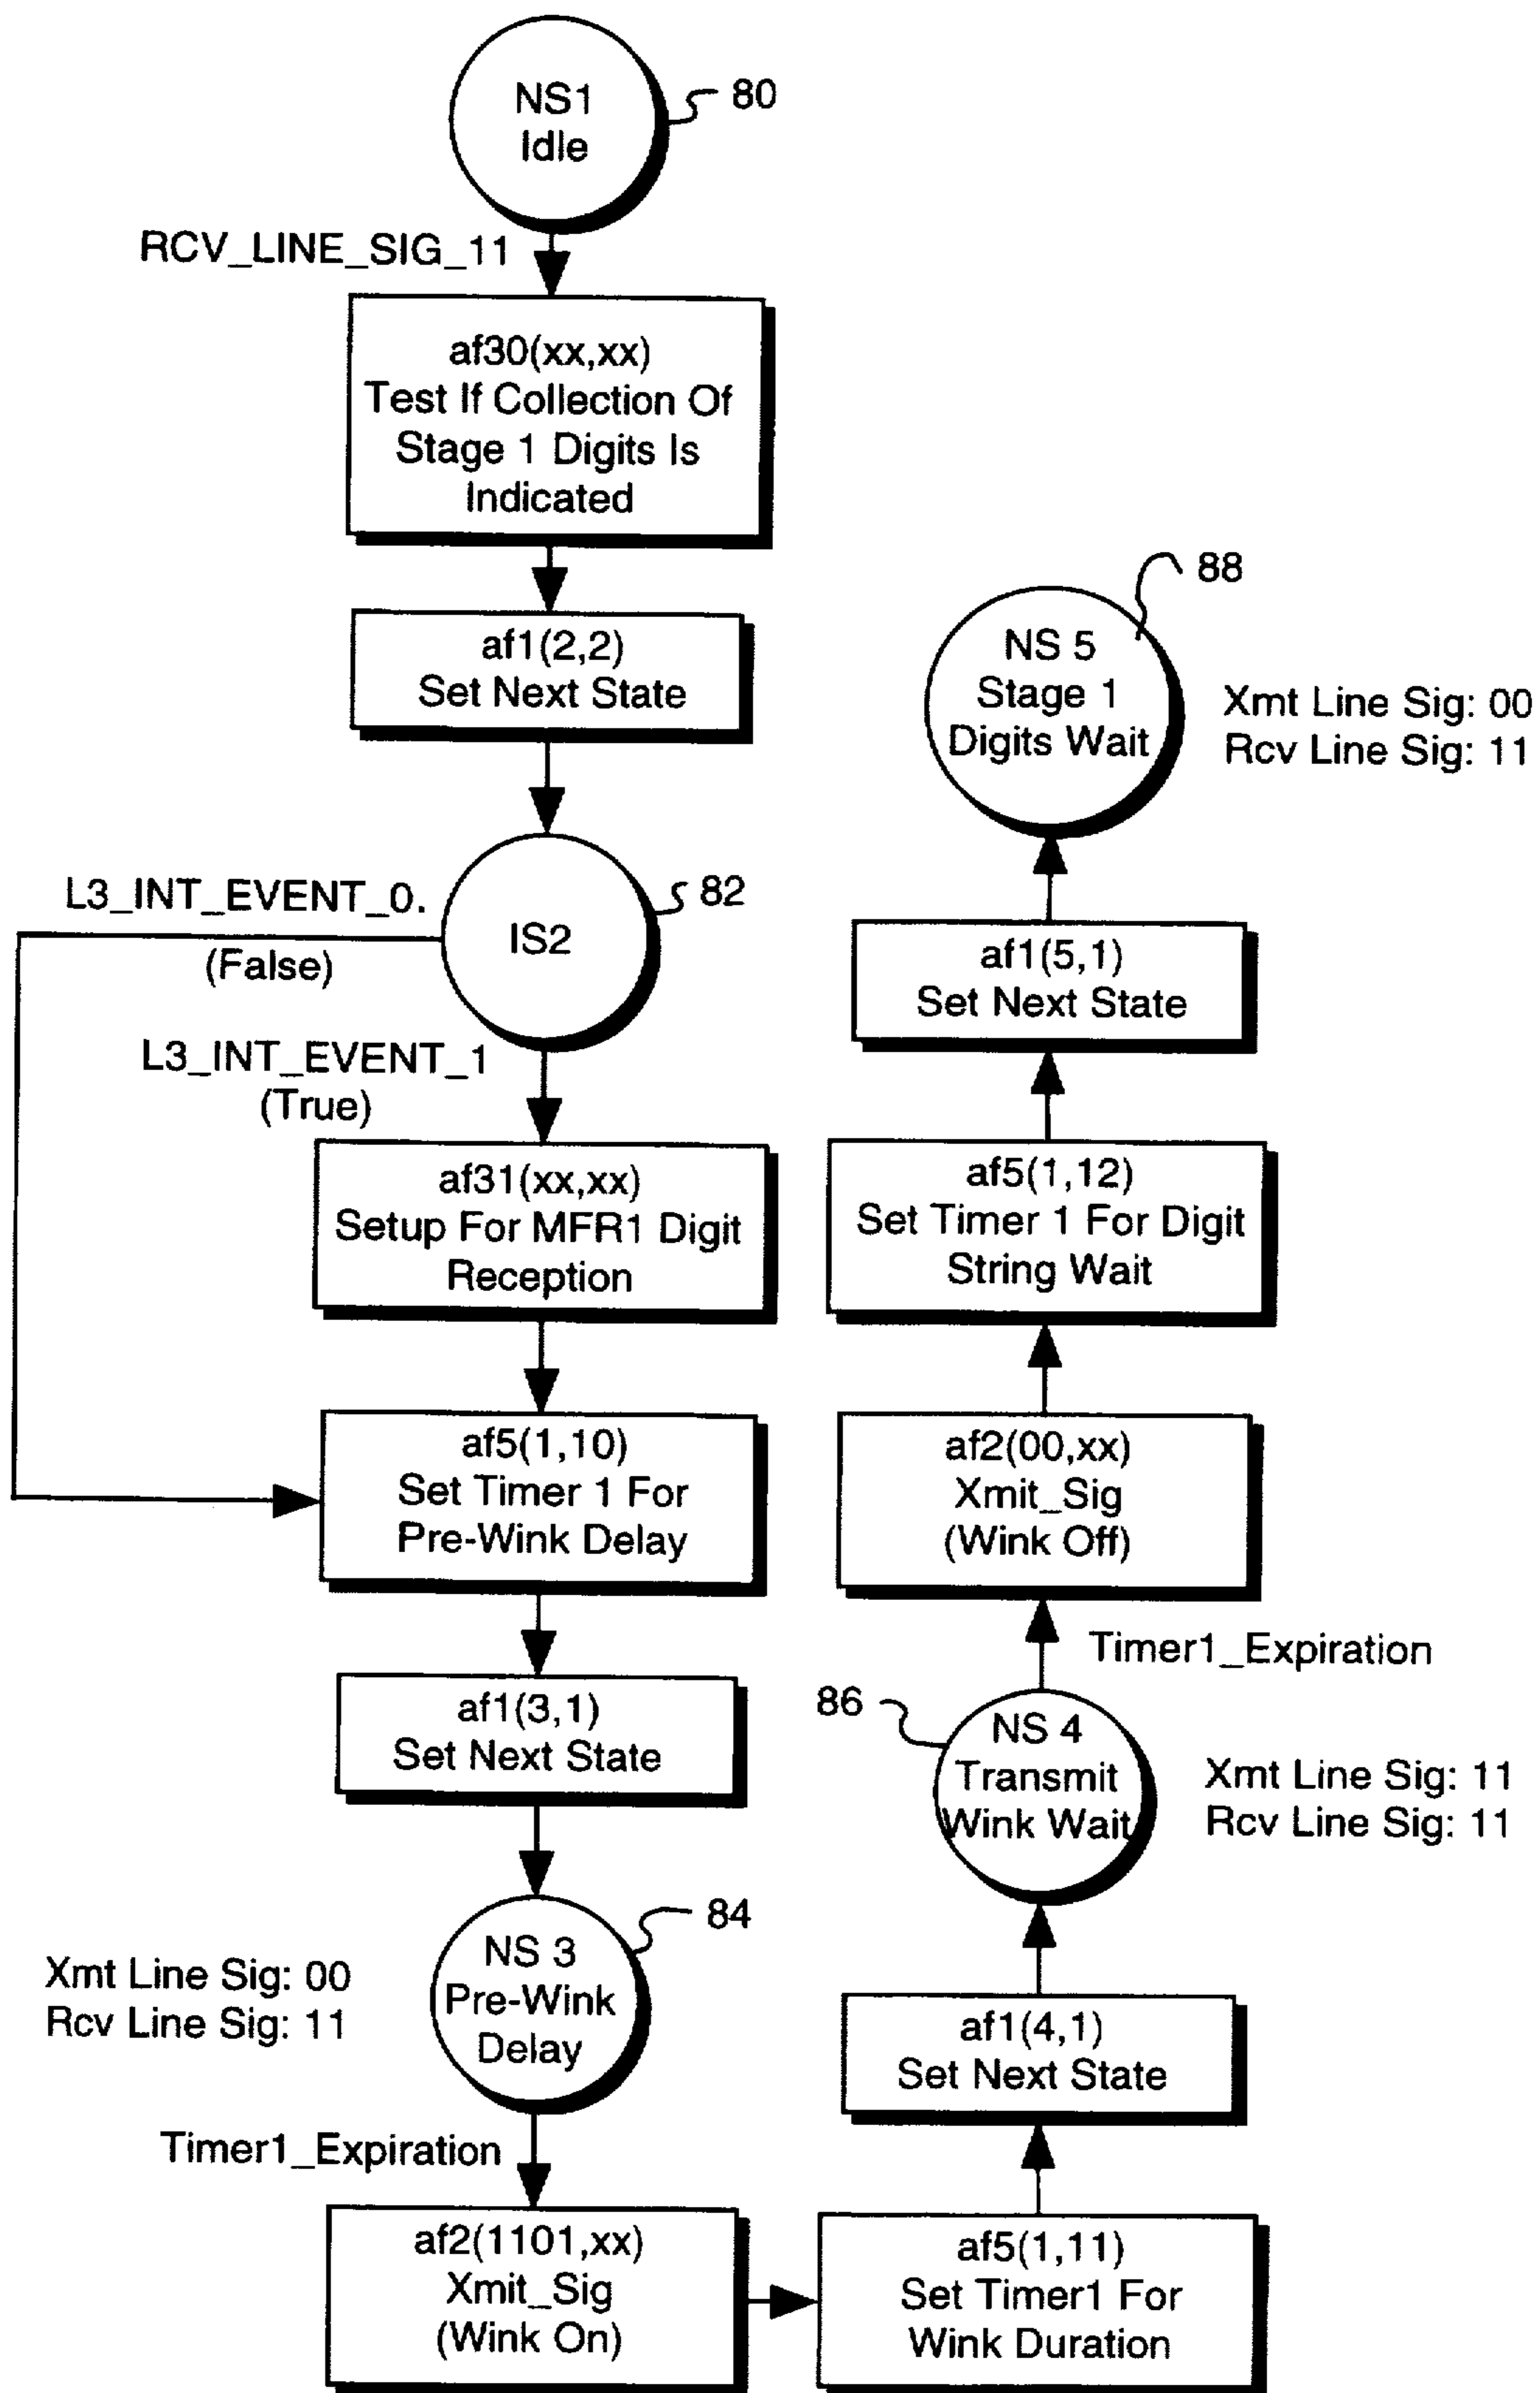 NS1
Idle
80
RCV_LINE_SIG_11
af30(xx,xx)
Test If Collection Of
Stage 1 Digits Is
Indicated
af1(2,2)
Set Next State
L3_INT_EVENT_0.
(False)
IS2
82
L3_INT_EVENT_1
(True)
af31(xx,xx)
Setup For MFR1 Digit
Reception
af5(1,10)
Set Timer 1 For
Pre-Wink Delay
af1(3,1)
Set Next State
Xmt Line Sig: 00
Rcv Line Sig: 11
NS 3
Pre-Wink
Delay
84
Timer1_Expiration
af2(1101,xx)
Xmit_Sig
(Wink On)
af5(1,11)
Set Timer1 For
Wink Duration
af1(4,1)
Set Next State
86
NS 4
Transmit
Wink Wait
Xmt Line Sig: 11
Rcv Line Sig: 11
Timer1_Expiration
af2(00,xx)
Xmit_Sig
(Wink Off)
af5(1,12)
Set Timer 1 For Digit
String Wait
af1(5,1)
Set Next State
88
NS 5
Stage 1
Digits Wait
Xmt Line Sig: 00
Rcv Line Sig: 11